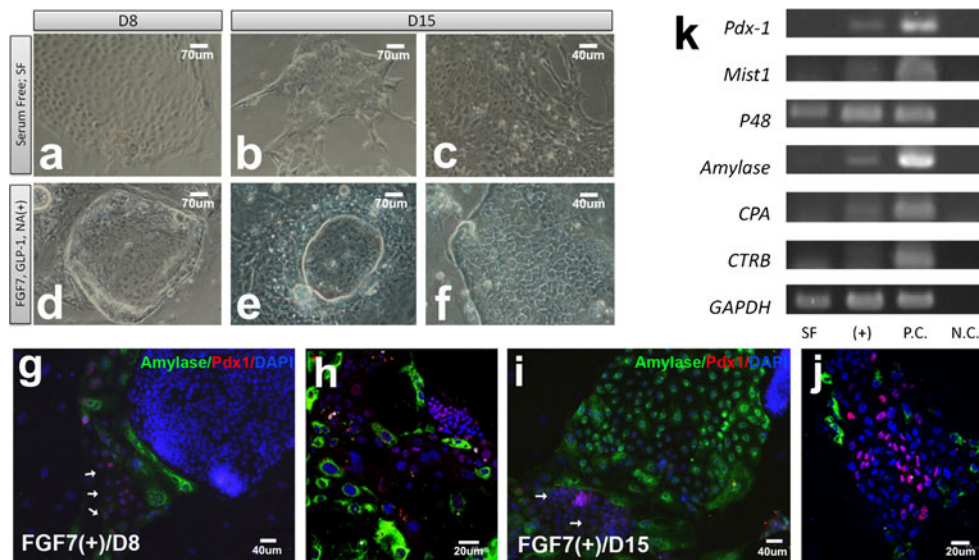 D8
D15
Serum Free; SF
70um
70um
40um
a
b
c
FGF7, GLP-1, NA(+)
70um
70um
40um
d
e
f
k
Pdx-1
Mist1
P48
Amylase
CPA
CTRB
GAPDH
SF (+) P.C. N.C.
g
Amylase/Pdx1/DAPI
h
i
Amylase/Pdx1/DAPI
j
FGF7(+)/D8
40um
20um
FGF7(+)/D15
40um
20um